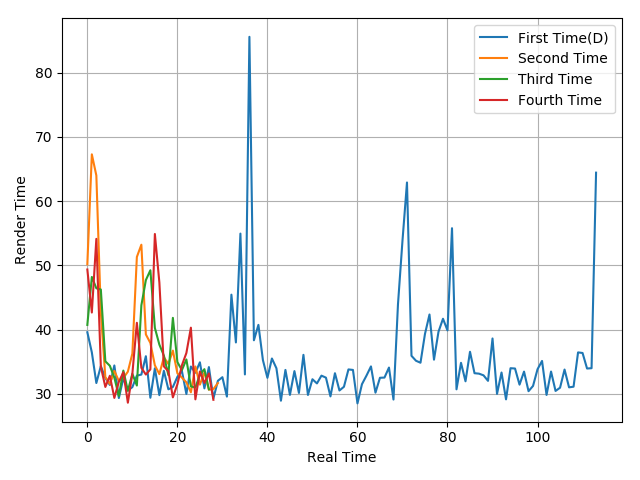 First Time(D)
Second Time
Third Time
Fourth Time
80
70
60
50
40
30
Render Time
0 20 40 60 80 100
Real Time